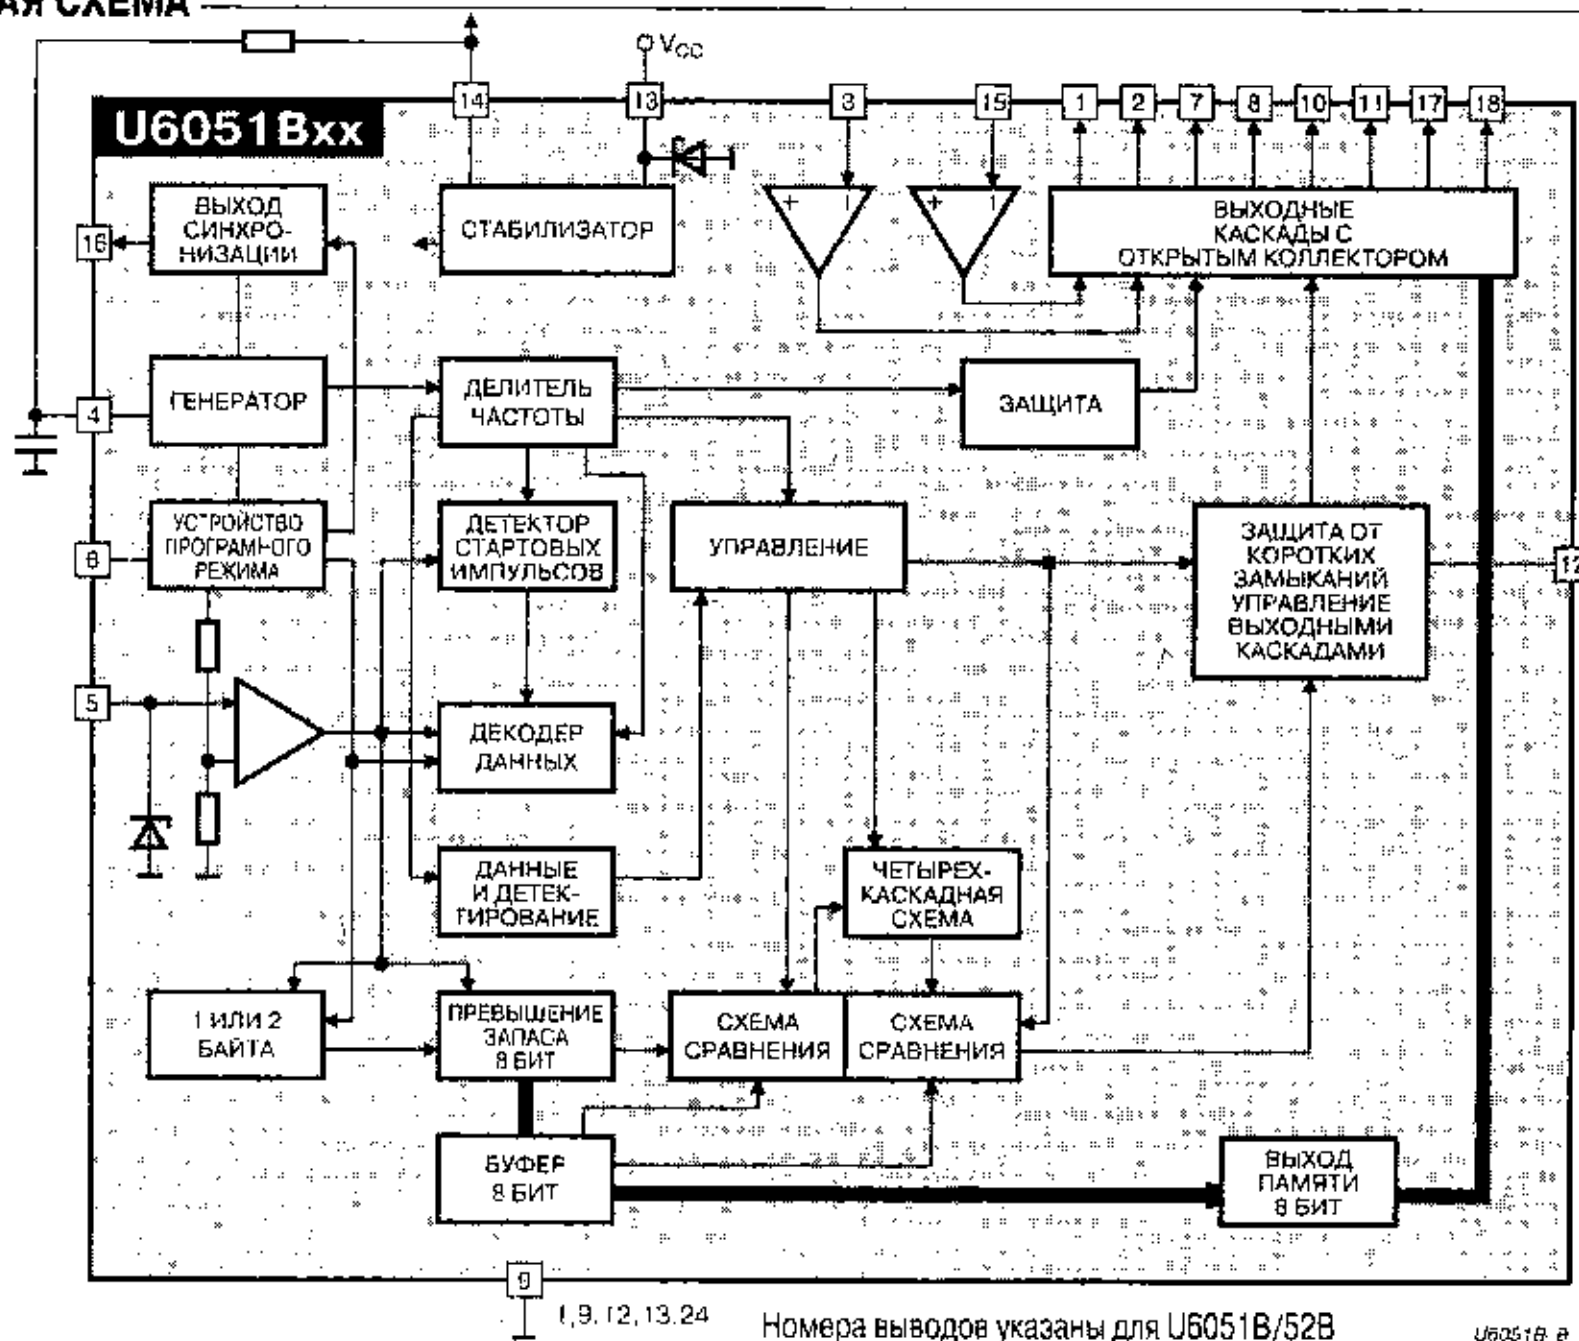 АЯ СХЕМА
VCC
14
13
3
15
1
2
7
8
10
11
17
18
U6051Bxx
ВЫХОД
СИНХРО-
НИЗАЦИИ
16
СТАБИЛИЗАТОР
+
-
+
-
ВЫХОДНЫЕ
КАСКАДЫ С
ОТКРЫТЫМ КОЛЛЕКТОРОМ
4
ГЕНЕРАТОР
ДЕЛИТЕЛЬ
ЧАСТОТЫ
ЗАЩИТА
6
УСТРОЙСТВО
ПРОГРАМНОГО
РЕЖИМА
ДЕТЕКТОР
СТАРТОВЫХ
ИМПУЛЬСОВ
УПРАВЛЕНИЕ
ЗАЩИТА ОТ
КОРОТКИХ
ЗАМЫКАНИЙ
УПРАВЛЕНИЕ
ВЫХОДНЫМИ
КАСКАДАМИ
12
5
ДЕКОДЕР
ДАННЫХ
ДАННЫЕ
И ДЕТЕК-
ТИРОВАНИЕ
ЧЕТЫРЕХ-
КАСКАДНАЯ
СХЕМА
1 ИЛИ 2
БАЙТА
ПРЕВЫШЕНИЕ
ЗАПАСА
8 БИТ
СХЕМА
СРАВНЕНИЯ
СХЕМА
СРАВНЕНИЯ
БУФЕР
8 БИТ
ВЫХОД
ПАМЯТИ
8 БИТ
9
1,9,12,13.24
Номера выводов указаны для U6051B/52B
U6051B_B